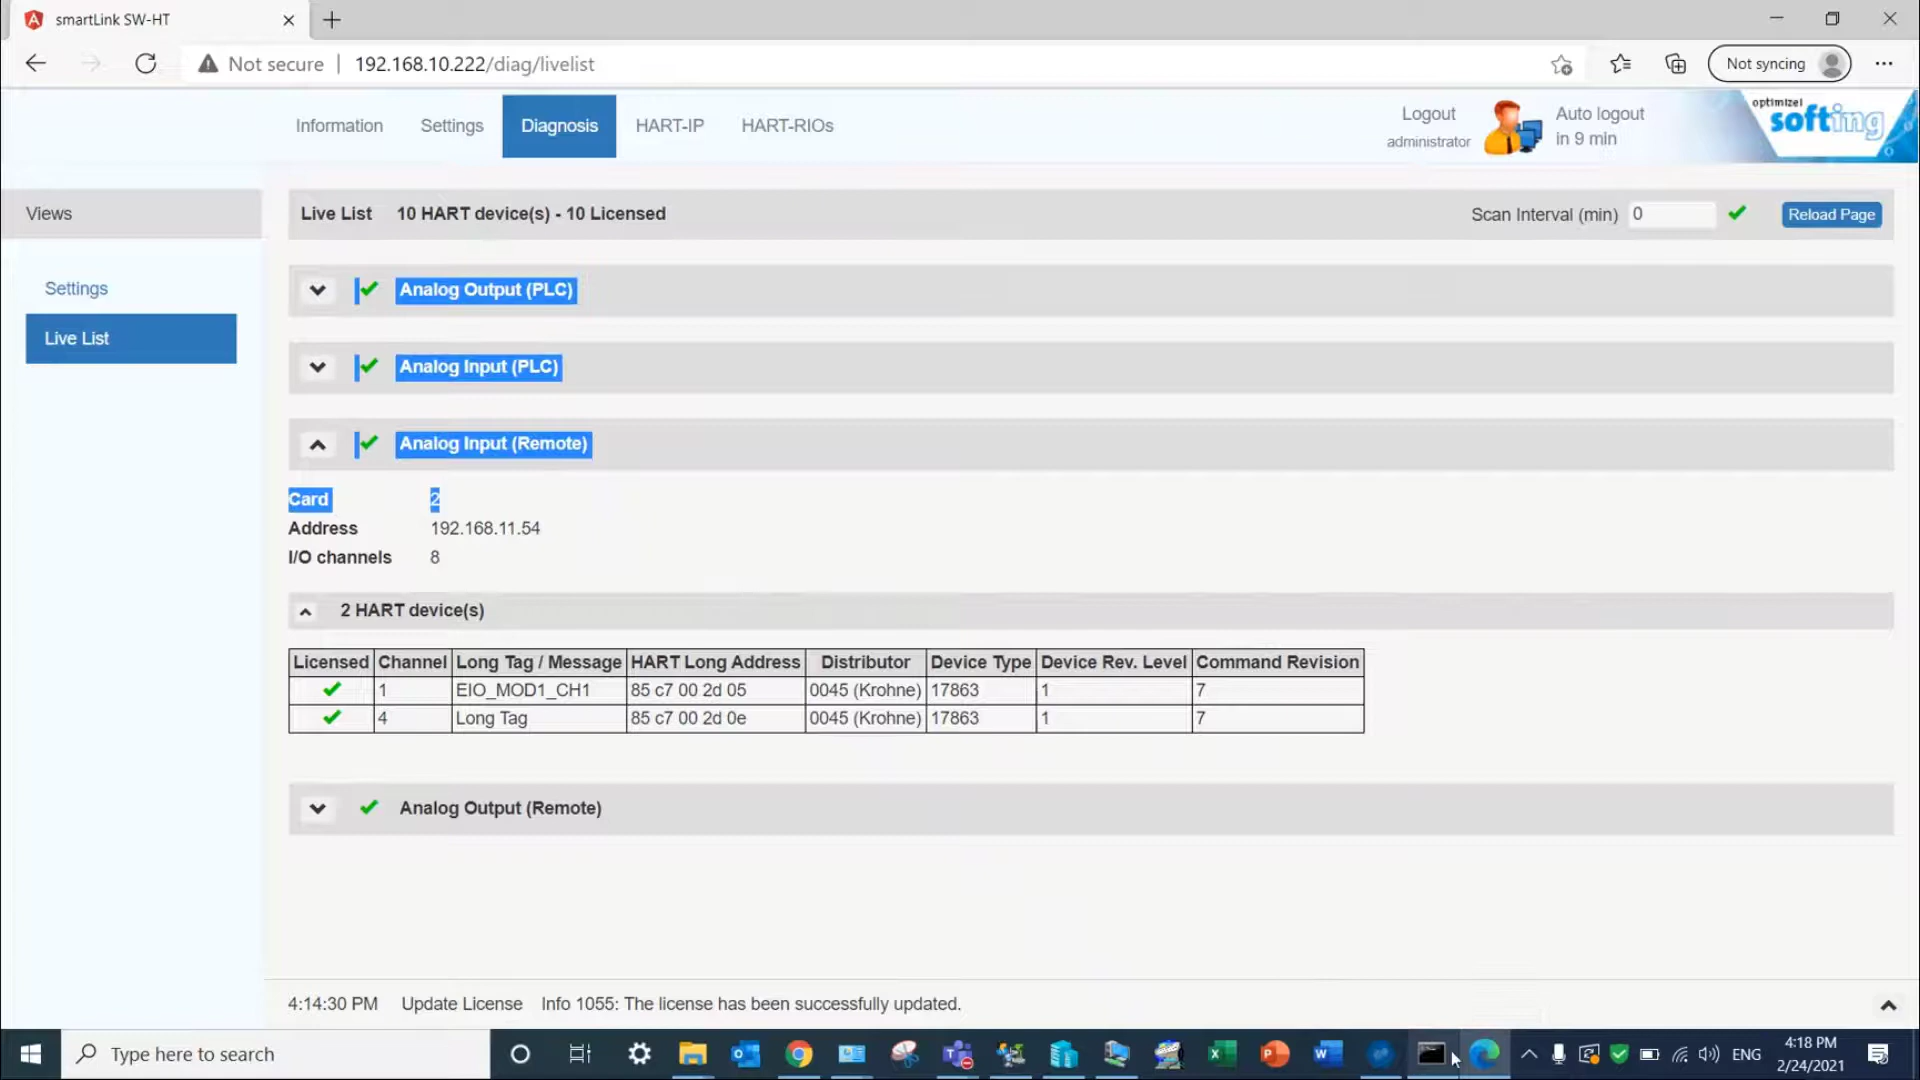 smartLink SW-HT
Not secure | 192.168.10.222/diag/livelist
Not syncing
Information Settings Diagnosis HART-IP HART-RIOs
Logout
administrator
Auto logout
in 9 min
optimize!
softing
Views
Settings
Live List
Live List 10 HART device(s) - 10 Licensed Scan Interval (min) 0 Reload Page
Analog Output (PLC)
Analog Input (PLC)
Analog Input (Remote)
Card 2
Address 192.168.11.54
I/O channels 8
2 HART device(s)
Licensed Channel Long Tag / Message HART Long Address Distributor Device Type Device Rev. Level Command Revision
1 EIO_MOD1_CH1 85 c7 00 2d 05 0045 (Krohne) 17863 1 7
4 Long Tag 85 c7 00 2d 0e 0045 (Krohne) 17863 1 7
Analog Output (Remote)
4:14:30 PM Update License Info 1055: The license has been successfully updated.
Type here to search
ENG
4:18 PM
2/24/2021